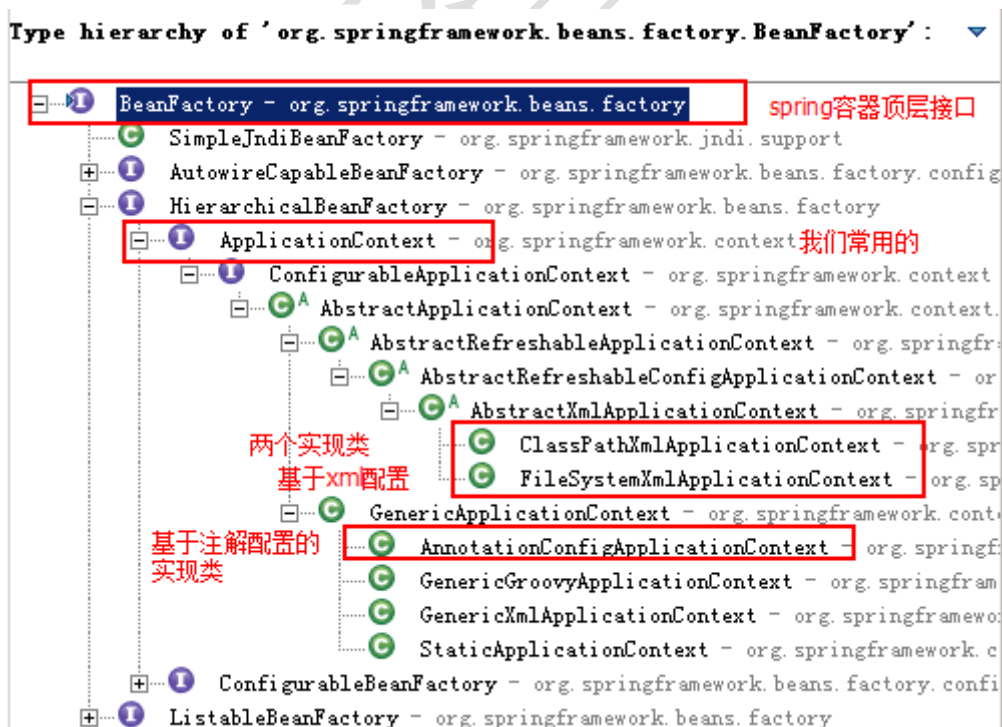 Type hierarchy of 'org.springframework.beans.factory.BeanFactory':
BeanFactory - org.springframework.beans.factory
spring容器顶层接口
SimpleJndiBeanFactory - org.springframework.jndi.support
AutowireCapableBeanFactory - org.springframework.beans.factory.config
HierarchicalBeanFactory - org.springframework.beans.factory
ApplicationContext - org.springframework.context 我们常用的
ConfigurableApplicationContext - org.springframework.context
AbstractApplicationContext - org.springframework.context.
AbstractRefreshableApplicationContext - org.springfr
AbstractRefreshableConfigApplicationContext - or
AbstractXmlApplicationContext - org.springfr
两个实现类
ClassPathXmlApplicationContext - org.spr
基于xml配置
FileSystemXmlApplicationContext - org.sp
GenericApplicationContext - org.springframework.cont
基于注解配置的
实现类
AnnotationConfigApplicationContext - org.springf
GenericGroovyApplicationContext - org.springfram
GenericXmlApplicationContext - org.springframewo
StaticApplicationContext - org.springframework.c
ConfigurableBeanFactory - org.springframework.beans.factory.confi
ListableBeanFactory - org.springframework.beans.factory